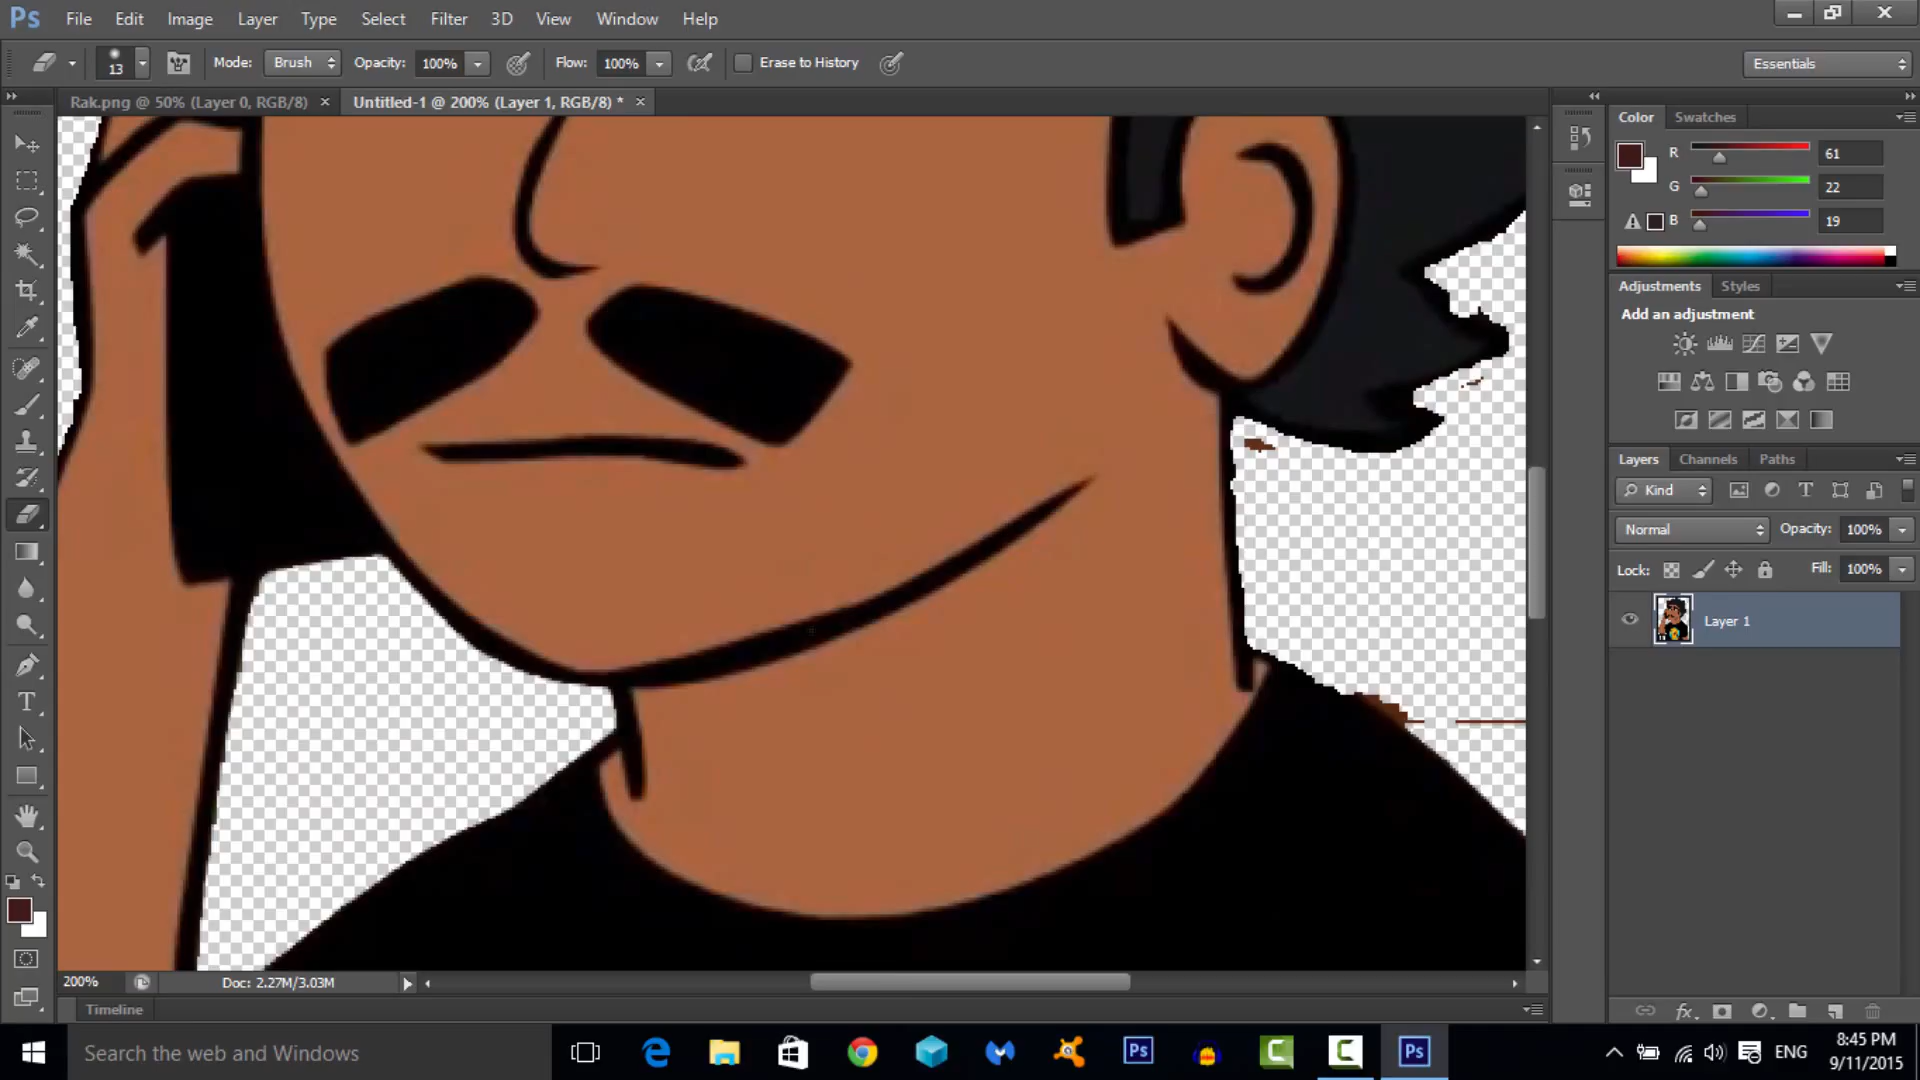 Ps File Edit Image Layer Type Select Filter 3D View Window Help
13 Mode: Brush Opacity: 100% Flow: 100% Erase to History Essentials
Rak.png @ 50% (Layer 0, RGB/8) × Untitled-1 @ 200% (Layer 1, RGB/8) * ×
Color Swatches
R 61
G 22
B 19
Adjustments Styles
Add an adjustment
Layers Channels Paths
Kind
Normal Opacity: 100%
Lock: Fill: 100%
Layer 1
200% Doc: 2.27M/3.03M
Timeline
Search the web and Windows
Ps
Ps
ENG
8:45 PM
9/11/2015